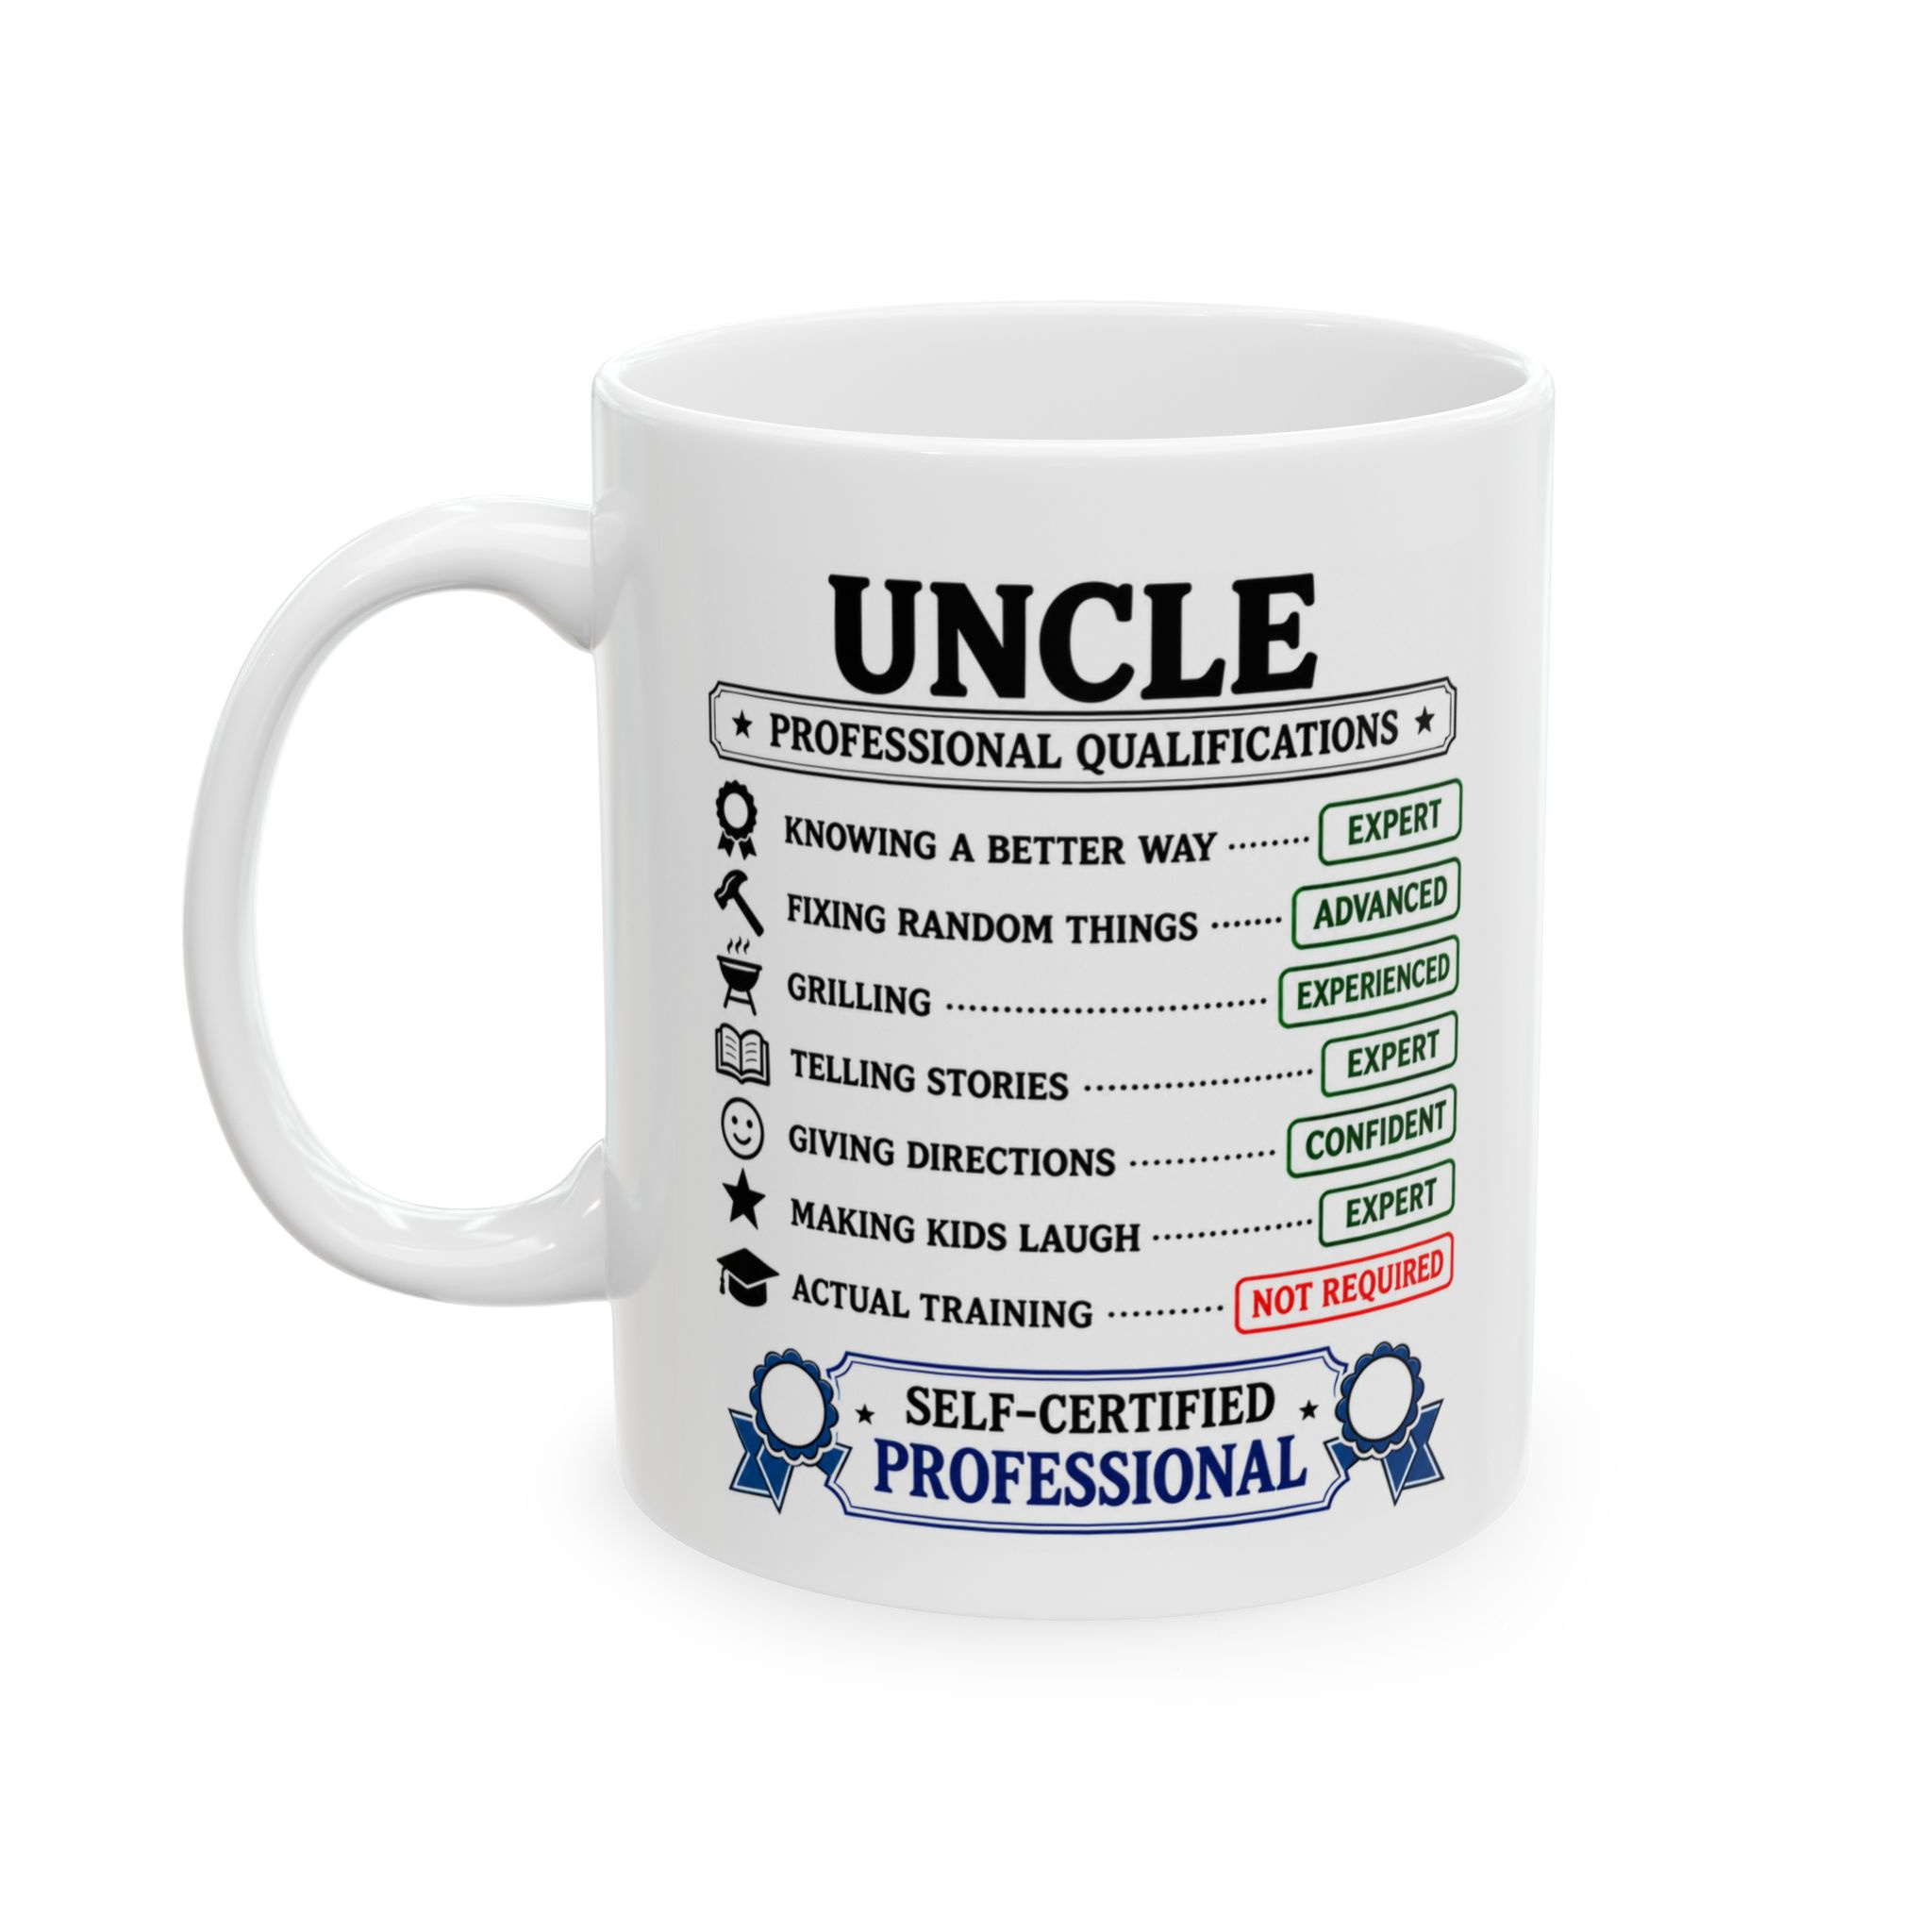 UNCLE
PROFESSIONAL QUALIFICATIONS
KNOWING A BETTER WAY ........ EXPERT
FIXING RANDOM THINGS ....... ADVANCED
GRILLING ............................ EXPERIENCED
TELLING STORIES .................... EXPERT
GIVING DIRECTIONS ............. CONFIDENT
MAKING KIDS LAUGH .............. EXPERT
ACTUAL TRAINING .......... NOT REQUIRED
SELF-CERTIFIED
PROFESSIONAL